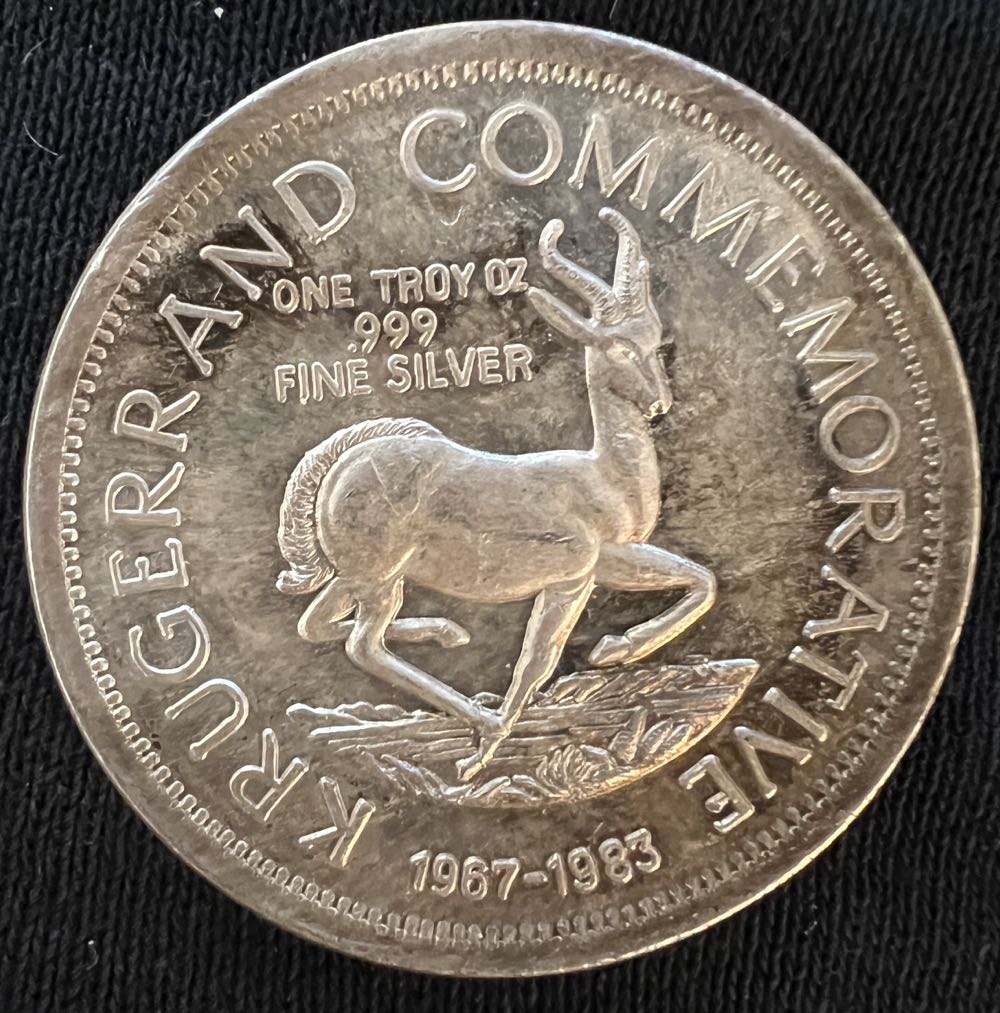 KRUGERRAND COMMEMORATIVE
ONE TROY OZ
.999
FINE SILVER
1967-1983